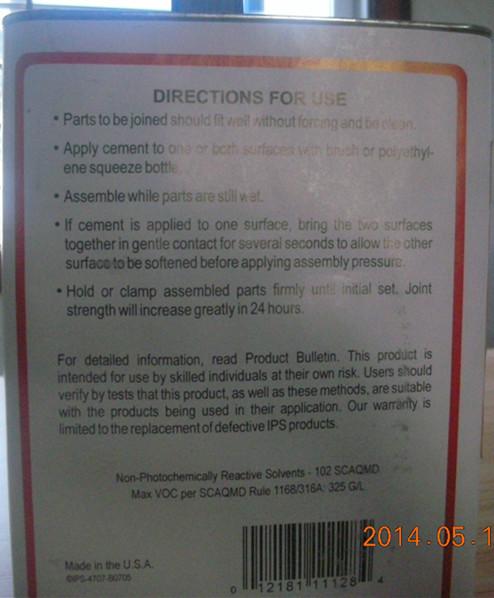 DIRECTIONS FOR USE
• Parts to be joined should fit well without forcing and be clean.
• Apply cement to one or both surfaces with brush or polyethyl-
ene squeeze bottle.
• Assemble while parts are still wet.
• If cement is applied to one surface, bring the two surfaces
together in gentle contact for several seconds to allow the other
surface to be softened before applying assembly pressure.
• Hold or clamp assembled parts firmly until initial set. Joint
strength will increase greatly in 24 hours.
For detailed information, read Product Bulletin. This product is
intended for use by skilled individuals at their own risk. Users should
verify by tests that this product, as well as these methods, are suitable
with the products being used in their application. Our warranty is
limited to the replacement of defective IPS products.
Non-Photochemically Reactive Solvents - 102 SCAQMD
Max VOC per SCAQMD Rule 1168/316A: 325 G/L
2014.05.1
Made in the U.S.A.
©IPS-4707-B0705
0 12181 11128 4